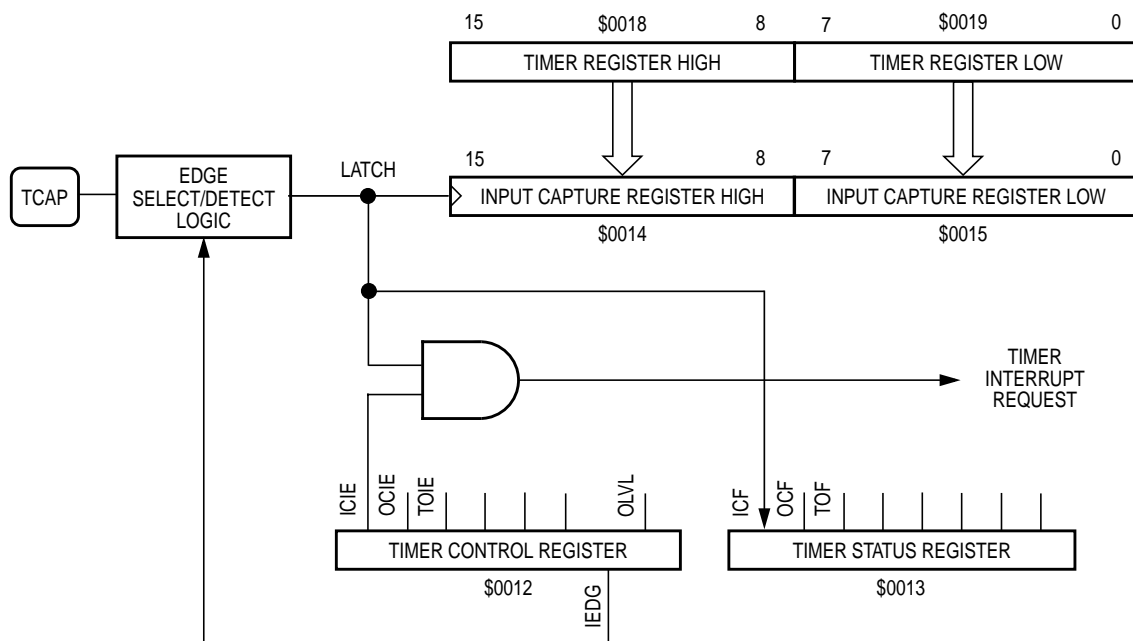 15 $0018 8 7 $0019 0
TIMER REGISTER HIGH TIMER REGISTER LOW
15 8 7 0
LATCH
TCAP
EDGE
SELECT/DETECT
LOGIC
INPUT CAPTURE REGISTER HIGH INPUT CAPTURE REGISTER LOW
$0014 $0015
TIMER
INTERRUPT
REQUEST
ICIE
OCIE
TOIE
OLVL
ICF
OCF
TOF
TIMER CONTROL REGISTER TIMER STATUS REGISTER
$0012 $0013
IEDG